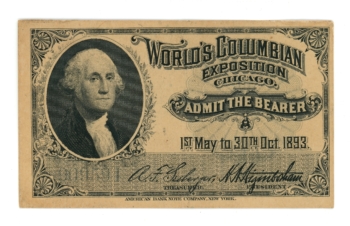 WORLD'S COLUMBIAN
EXPOSITION
CHICAGO.
ADMIT THE BEARER
1ST MAY TO 30TH OCT. 1893.
TREASURER. PRESIDENT
AMERICAN BANK NOTE COMPANY, NEW YORK.